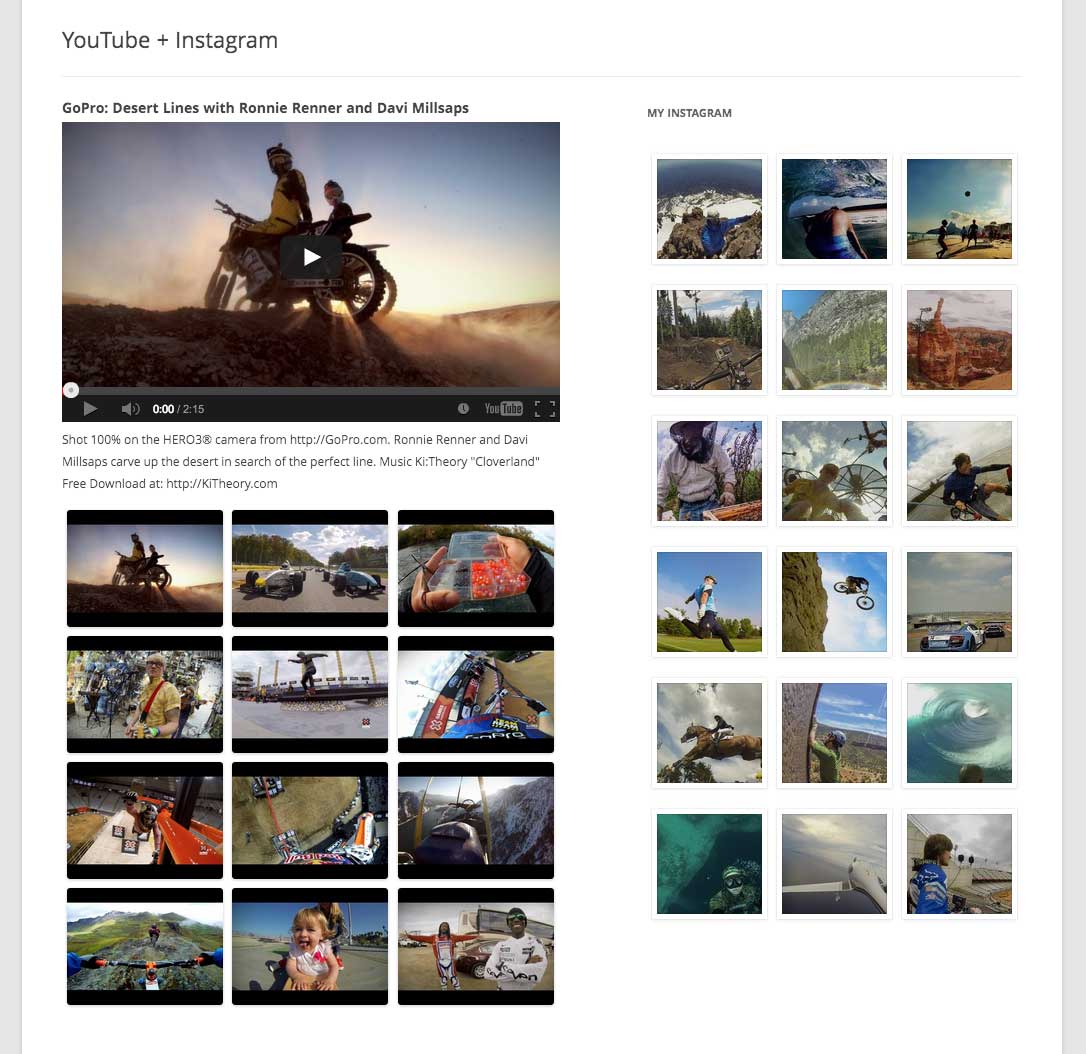 YouTube + Instagram
GoPro: Desert Lines with Ronnie Renner and Davi Millsaps
0:00 / 2:15
YouTube
Shot 100% on the HERO3® camera from http://GoPro.com. Ronnie Renner and Davi
Millsaps carve up the desert in search of the perfect line. Music Ki:Theory "Cloverland"
Free Download at: http://KiTheory.com
GoPro
MY INSTAGRAM